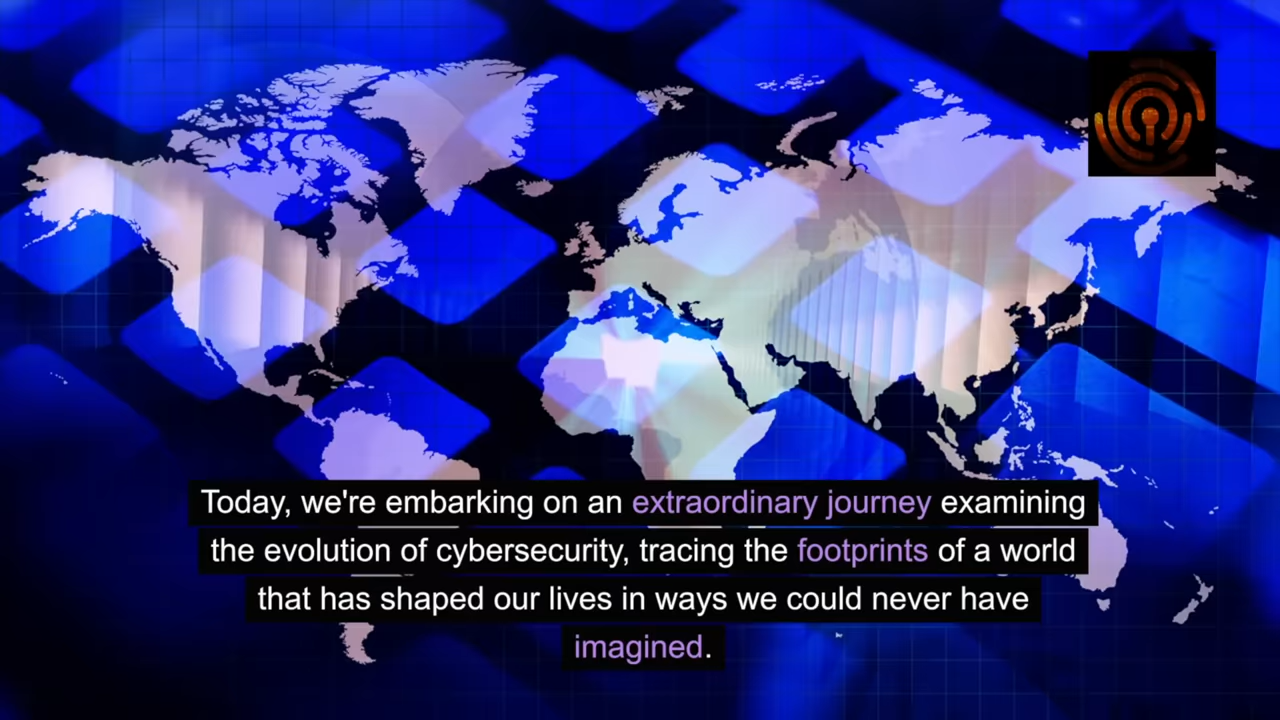 Today, we're embarking on an extraordinary journey examining
the evolution of cybersecurity, tracing the footprints of a world
that has shaped our lives in ways we could never have
imagined.